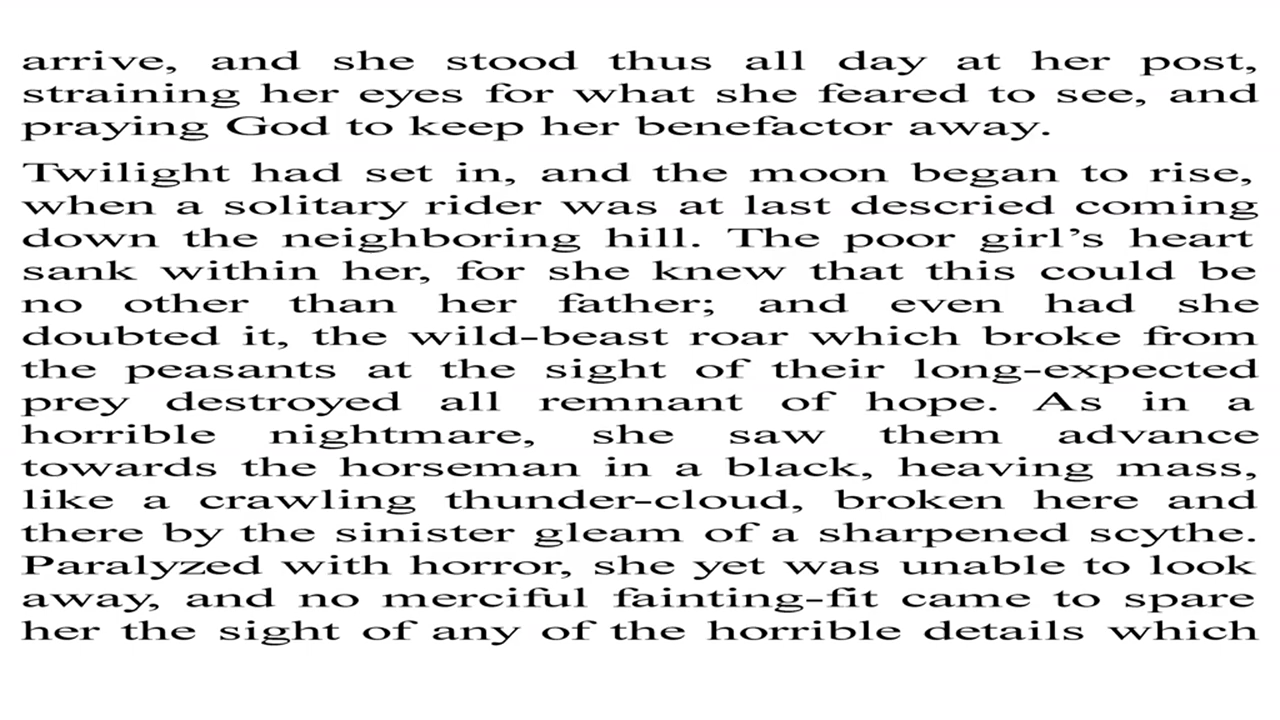 arrive, and she stood thus all day at her post,
straining her eyes for what she feared to see, and
praying God to keep her benefactor away.
Twilight had set in, and the moon began to rise,
when a solitary rider was at last descried coming
down the neighboring hill. The poor girl’s heart
sank within her, for she knew that this could be
no other than her father; and even had she
doubted it, the wild-beast roar which broke from
the peasants at the sight of their long-expected
prey destroyed all remnant of hope. As in a
horrible nightmare, she saw them advance
towards the horseman in a black, heaving mass,
like a crawling thunder-cloud, broken here and
there by the sinister gleam of a sharpened scythe.
Paralyzed with horror, she yet was unable to look
away, and no merciful fainting-fit came to spare
her the sight of any of the horrible details which